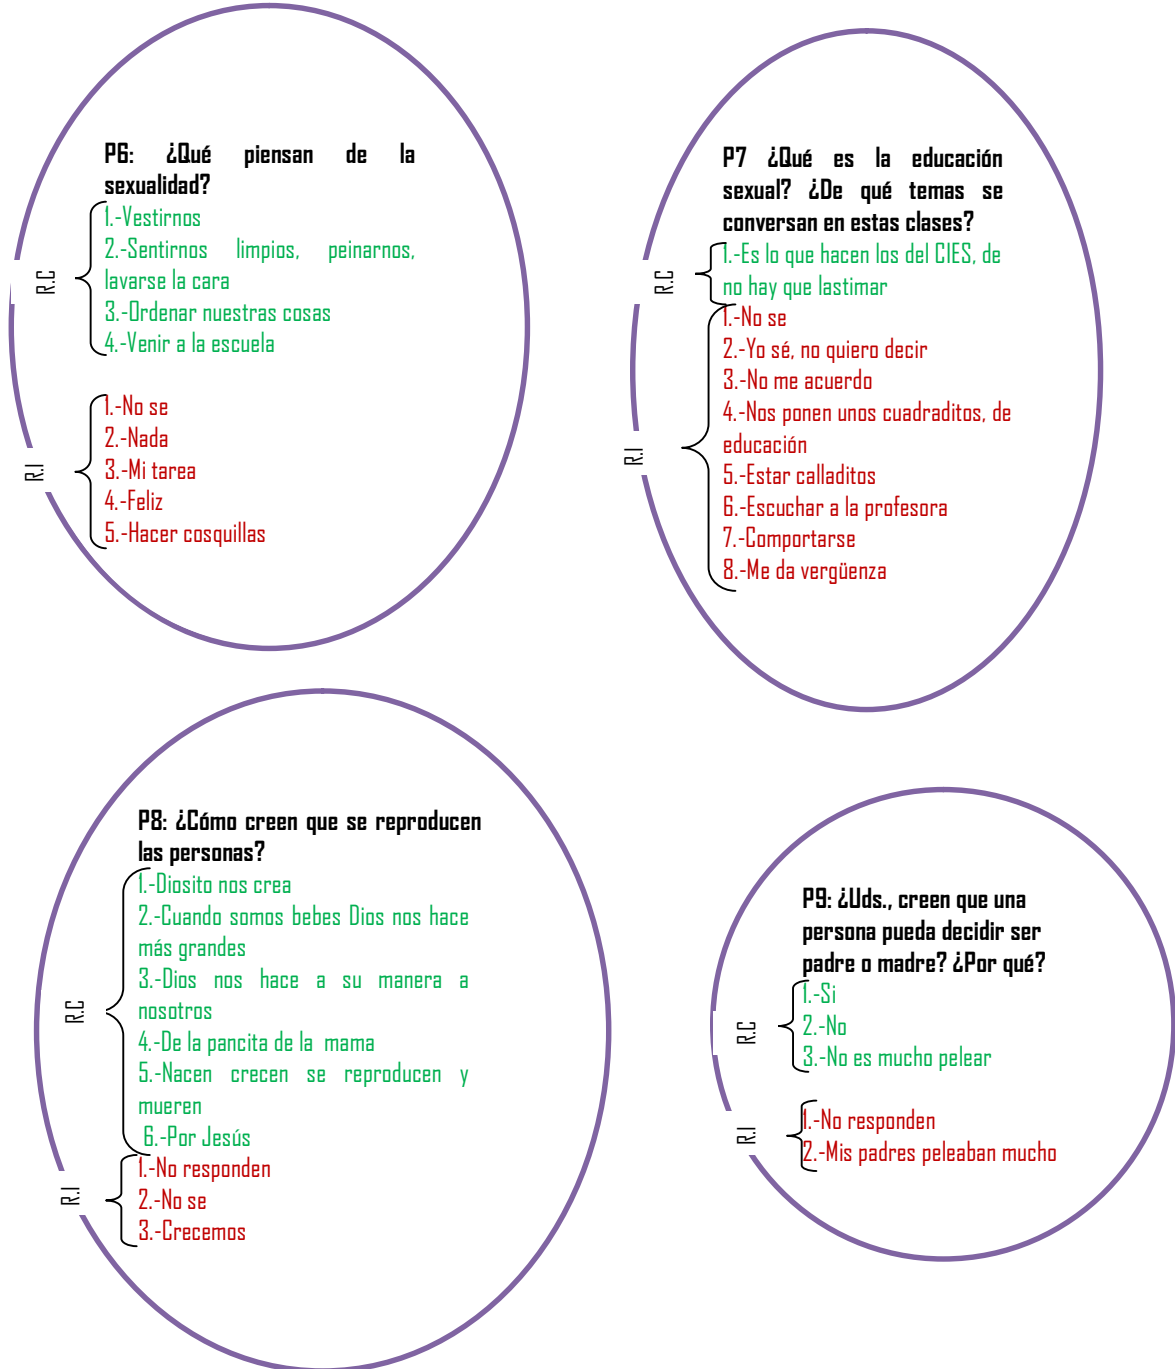 P6: ¿Qué piensan de la
sexualidad?
R.C
1.-Vestirnos
2.-Sentirnos limpios, peinarnos,
lavarse la cara
3.-Ordenar nuestras cosas
4.-Venir a la escuela
R.I
1.-No se
2.-Nada
3.-Mi tarea
4.-Feliz
5.-Hacer cosquillas
P7 ¿Qué es la educación
sexual? ¿De qué temas se
conversan en estas clases?
R.C
1.-Es lo que hacen los del CIES, de
no hay que lastimar
R.I
1.-No se
2.-Yo sé, no quiero decir
3.-No me acuerdo
4.-Nos ponen unos cuadraditos, de
educación
5.-Estar calladitos
6.-Escuchar a la profesora
7.-Comportarse
8.-Me da vergüenza
P8: ¿Cómo creen que se reproducen
las personas?
R.C
1.-Diosito nos crea
2.-Cuando somos bebes Dios nos hace
más grandes
3.-Dios nos hace a su manera a
nosotros
4.-De la pancita de la mama
5.-Nacen crecen se reproducen y
mueren
6.-Por Jesús
R.I
1.-No responden
2.-No se
3.-Crecemos
P9: ¿Uds., creen que una
persona pueda decidir ser
padre o madre? ¿Por qué?
R.C
1.-Si
2.-No
3.-No es mucho pelear
R.I
1.-No responden
2.-Mis padres peleaban mucho